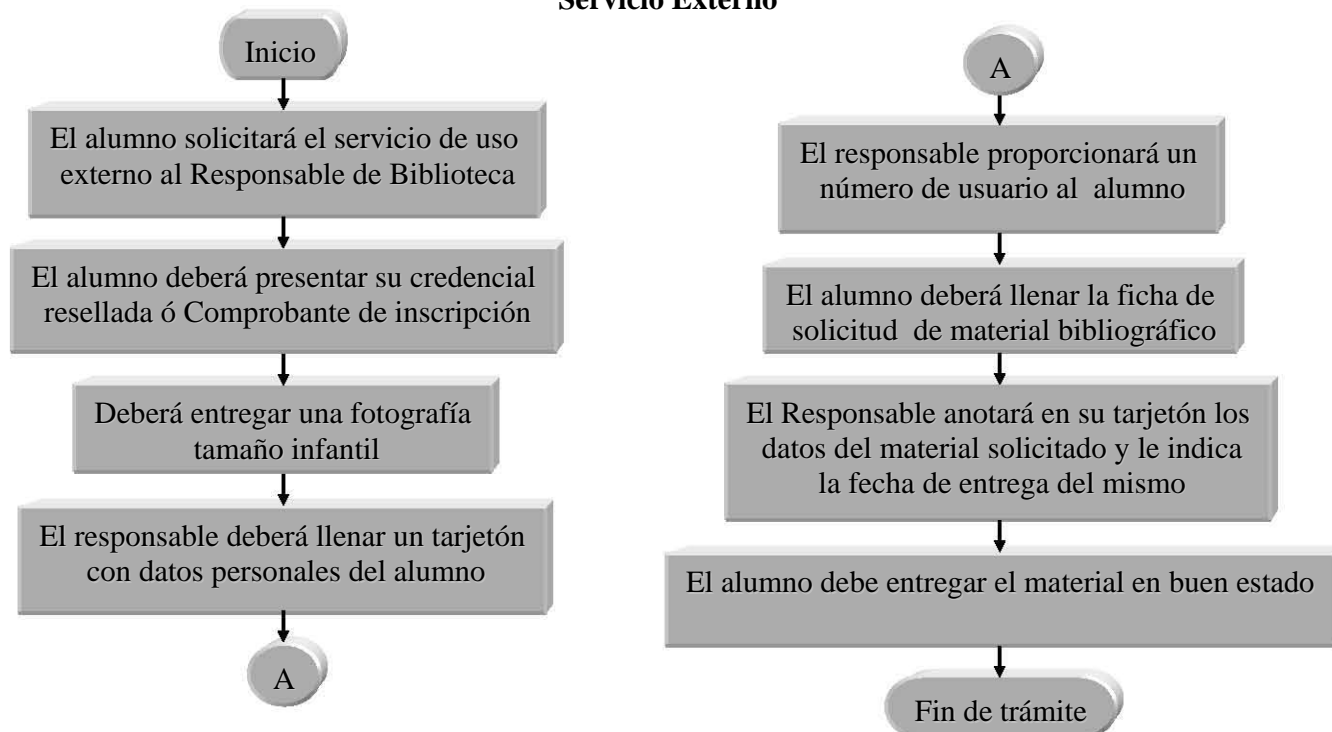 Servicio Externo
Inicio
El alumno solicitará el servicio de uso
externo al Responsable de Biblioteca
El alumno deberá presentar su credencial
resellada ó Comprobante de inscripción
Deberá entregar una fotografía
tamaño infantil
El responsable deberá llenar un tarjetón
con datos personales del alumno
A
A
El responsable proporcionará un
número de usuario al alumno
El alumno deberá llenar la ficha de
solicitud de material bibliográfico
El Responsable anotará en su tarjetón los
datos del material solicitado y le indica
la fecha de entrega del mismo
El alumno debe entregar el material en buen estado
Fin de trámite